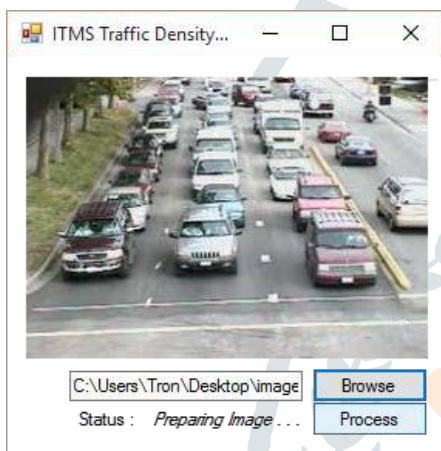 ITMS Traffic Density...
C:\Users\Tron\Desktop\image Browse
Status : Preparing Image . . . Process